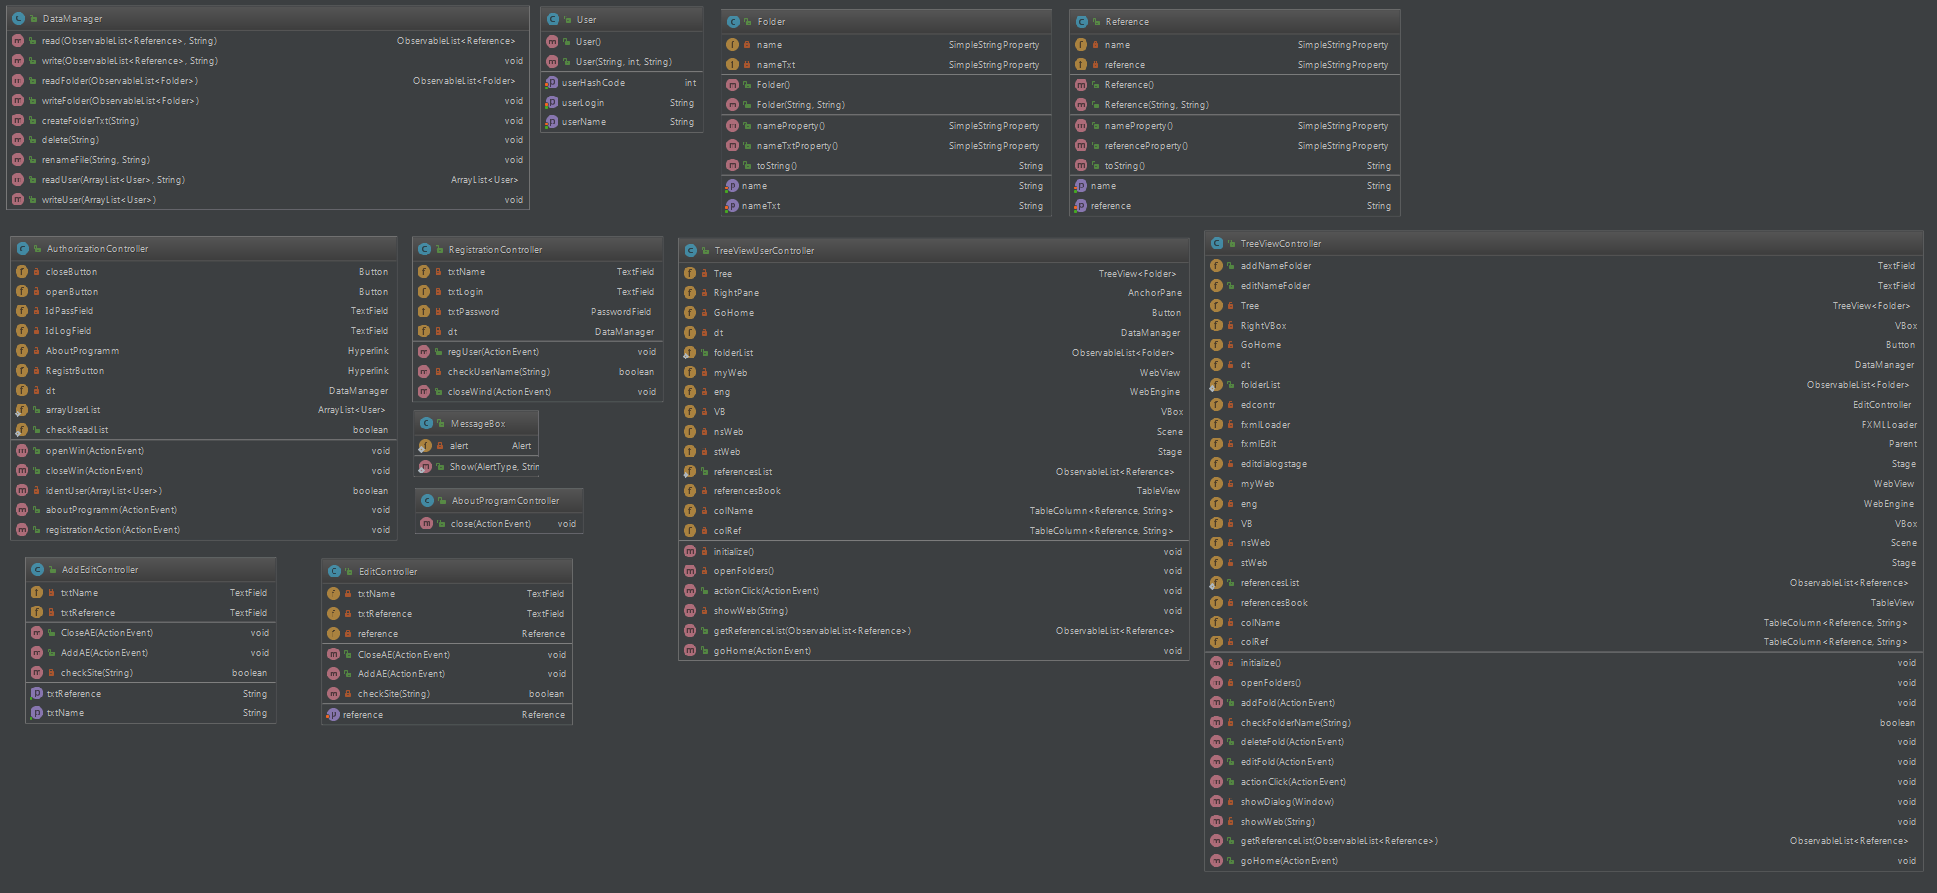 DataManager
read(ObservableList<Reference>, String) ObservableList<Reference>
write(ObservableList<Reference>, String) void
readFolder(ObservableList<Folder>) ObservableList<Folder>
writeFolder(ObservableList<Folder>) void
createFolderTxt(String) void
delete(String) void
renameFile(String, String) void
readUser(ArrayList<User>, String) ArrayList<User>
writeUser(ArrayList<User>) void
User
User()
User(String, int, String)
userHashCode int
userLogin String
userName String
Folder
name SimpleStringProperty
nameTxt SimpleStringProperty
Folder()
Folder(String, String)
nameProperty() SimpleStringProperty
nameTxtProperty() SimpleStringProperty
toString() String
name String
nameTxt String
Reference
name SimpleStringProperty
reference SimpleStringProperty
Reference()
Reference(String, String)
nameProperty() SimpleStringProperty
referenceProperty() SimpleStringProperty
toString() String
name String
reference String
AuthorizationController
closeButton Button
openButton Button
IdPassField TextField
IdLogField TextField
AboutProgramm Hyperlink
RegistrButton Hyperlink
dt DataManager
arrayUserList ArrayList<User>
checkReadList boolean
openWin(ActionEvent) void
closeWin(ActionEvent) void
identUser(ArrayList<User>) boolean
aboutProgramm(ActionEvent) void
registrationAction(ActionEvent) void
RegistrationController
txtName TextField
txtLogin TextField
txtPassword PasswordField
dt DataManager
regUser(ActionEvent) void
checkUserName(String) boolean
closeWind(ActionEvent) void
MessageBox
alert Alert
Show(AlertType, Strin
AboutProgramController
close(ActionEvent) void
AddEditController
txtName TextField
txtReference TextField
CloseAE(ActionEvent) void
AddAE(ActionEvent) void
checkSite(String) boolean
txtReference String
txtName String
EditController
txtName TextField
txtReference TextField
reference Reference
CloseAE(ActionEvent) void
AddAE(ActionEvent) void
checkSite(String) boolean
reference Reference
TreeViewUserController
Tree TreeView<Folder>
RightPane AnchorPane
GoHome Button
dt DataManager
folderList ObservableList<Folder>
myWeb WebView
eng WebEngine
VB VBox
nsWeb Scene
stWeb Stage
referencesList ObservableList<Reference>
referencesBook TableView
colName TableColumn<Reference, String>
colRef TableColumn<Reference, String>
initialize() void
openFolders() void
actionClick(ActionEvent) void
showWeb(String) void
getReferenceList(ObservableList<Reference>) ObservableList<Reference>
goHome(ActionEvent) void
TreeViewController
addNameFolder TextField
editNameFolder TextField
Tree TreeView<Folder>
RightVBox VBox
GoHome Button
dt DataManager
folderList ObservableList<Folder>
edcontr EditController
fxmlLoader FXMLLoader
fxmlEdit Parent
editdialogstage Stage
myWeb WebView
eng WebEngine
VB VBox
nsWeb Scene
stWeb Stage
referencesList ObservableList<Reference>
referencesBook TableView
colName TableColumn<Reference, String>
colRef TableColumn<Reference, String>
initialize() void
openFolders() void
addFold(ActionEvent) void
checkFolderName(String) boolean
deleteFold(ActionEvent) void
editFold(ActionEvent) void
actionClick(ActionEvent) void
showDialog(Window) void
showWeb(String) void
getReferenceList(ObservableList<Reference>) ObservableList<Reference>
goHome(ActionEvent) void